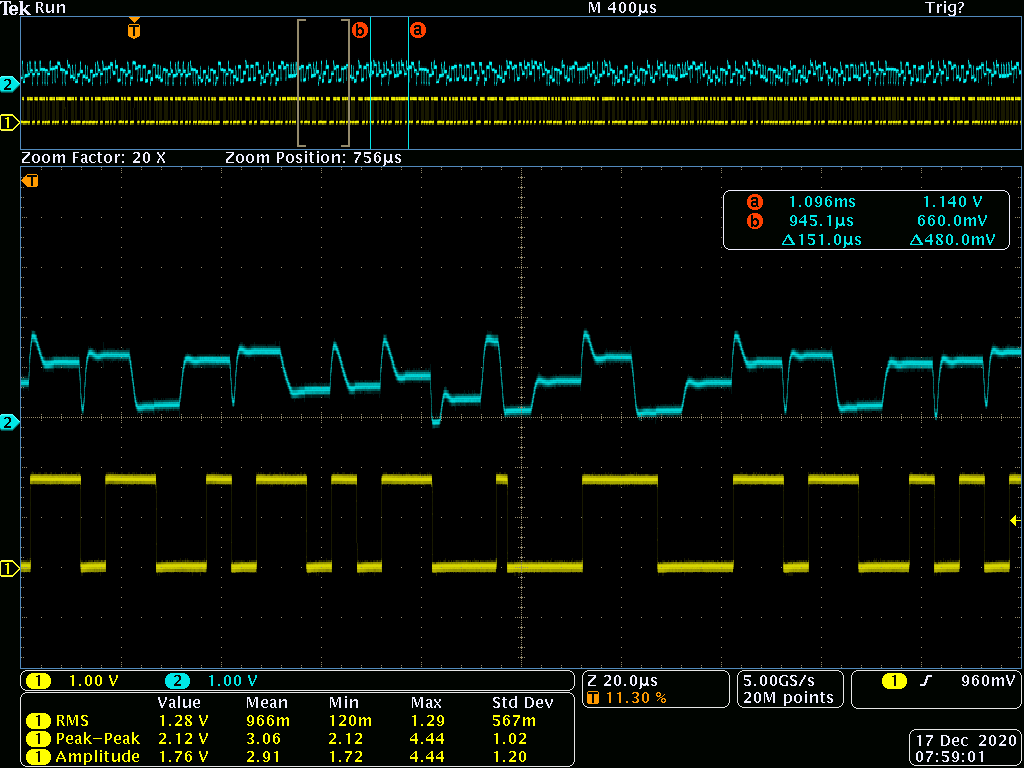 Tek Run M 400µs Trig?
T b a
2
1
Zoom Factor: 20 X Zoom Position: 756µs
T
a 1.096ms 1.140 V
b 945.1µs 660.0mV
Δ151.0µs Δ480.0mV
2
1
1 1.00 V 2 1.00 V
Z 20.0µs
T 11.30 %
5.00GS/s
20M points
1 960mV
Value Mean Min Max Std Dev
1 RMS 1.28 V 966m 120m 1.29 567m
1 Peak−Peak 2.12 V 3.06 2.12 4.44 1.02
1 Amplitude 1.76 V 2.91 1.72 4.44 1.20
17 Dec 2020
07:59:01